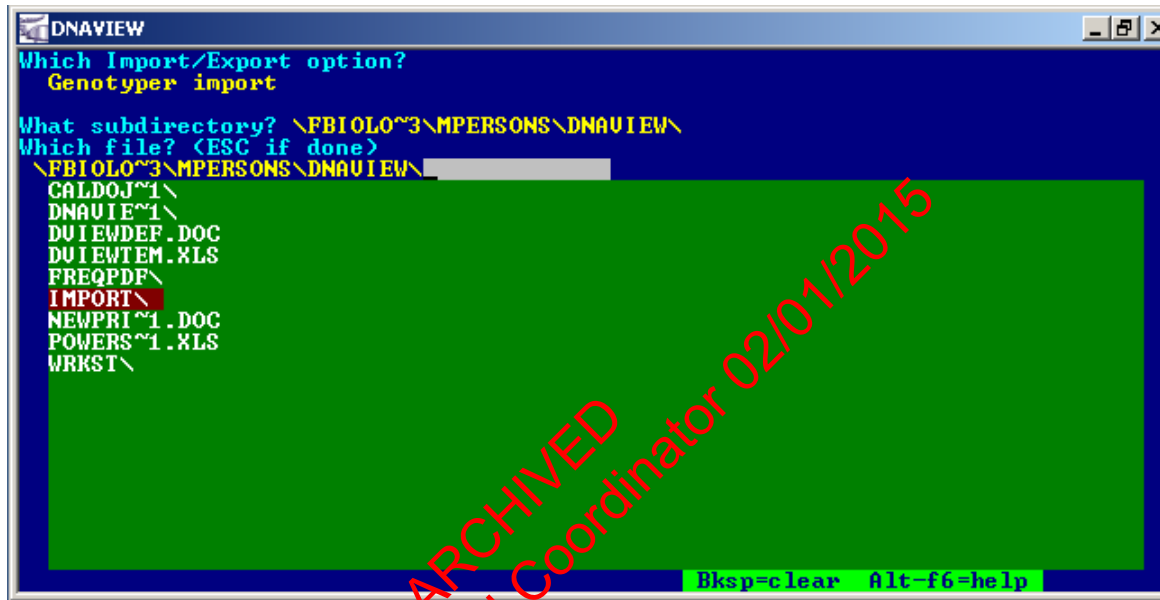 DNAVIEW
Which Import/Export option?
Genotyper import
What subdirectory? \FBIOLO~3\MPERSONS\DNAVIEW\
Which file? (ESC if done)
\FBIOLO~3\MPERSONS\DNAVIEW\_
CALDOJ~1\
DNAVIE~1\
DVIEWDEF.DOC
DVIEWTEM.XLS
FREQPDF\
IMPORT\
NEWPRI~1.DOC
POWERS~1.XLS
WRKST\
Bksp=clear Alt-f6=help
ARCHIVED
Coordinator 02/01/2015